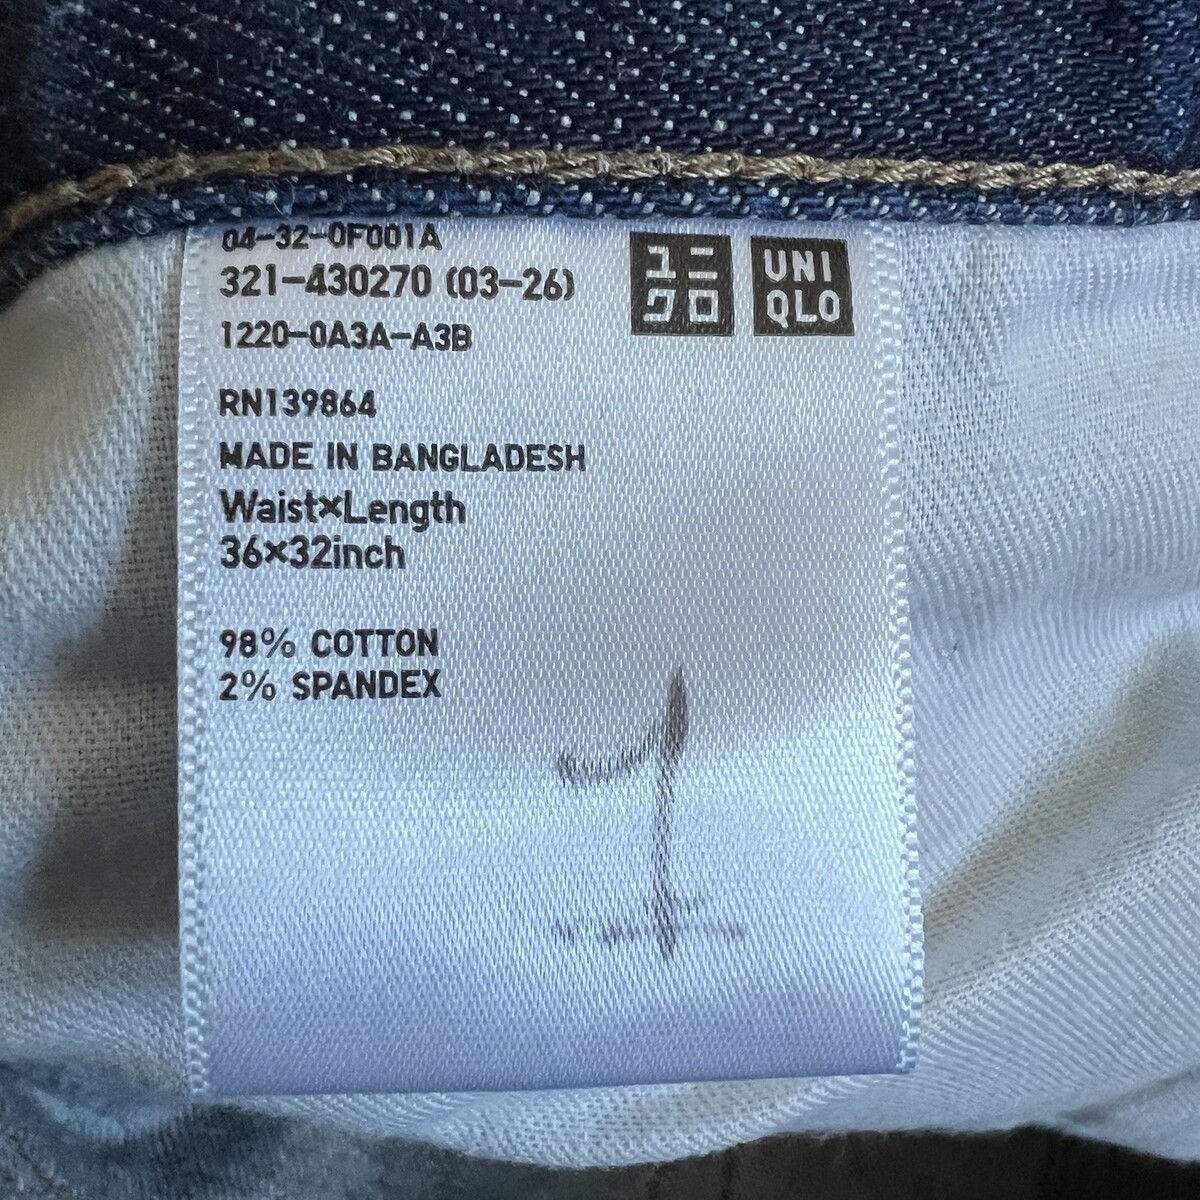 04-32-0F001A
321-430270 (03-26)
1220-0A3A-A3B
ユニ
クロ
UNI
QLO
RN139864
MADE IN BANGLADESH
Waist×Length
36×32inch
98% COTTON
2% SPANDEX
1